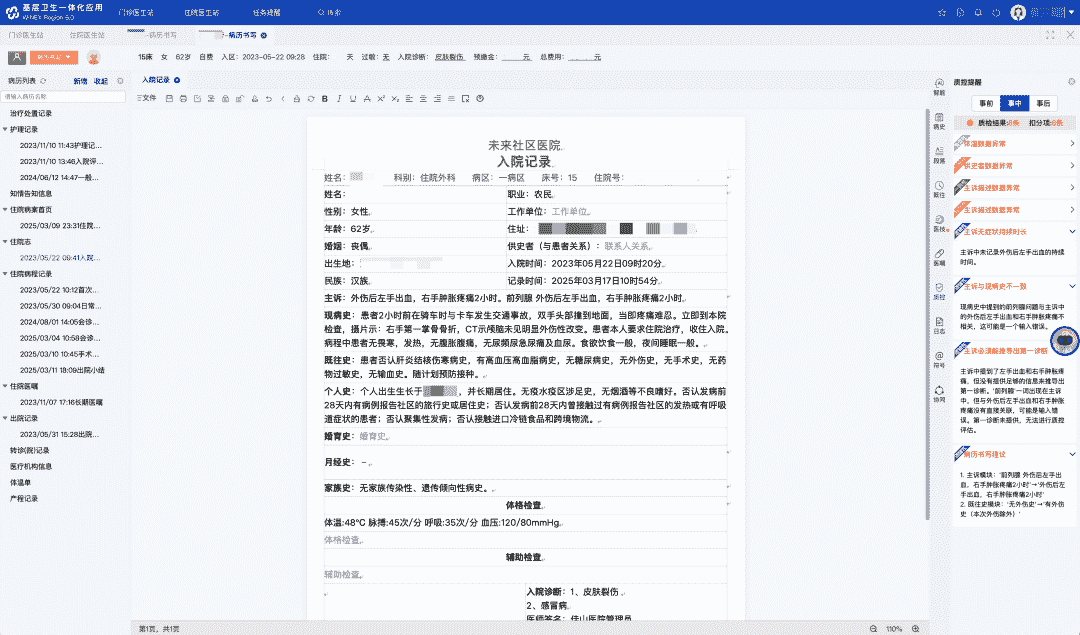 基层卫生一体化应用
WiNEX Region 6.0
门诊医生站 住院医生站 任务管理
门诊医生站 住院医生站 病历书写 -病历书写
15床 女 62岁 自费 入区：2023-05-22 09:28 住院： 天 过敏：无 入院诊断：皮肤裂伤 预缴金： 元 总费用： 元
病历列表 新增 收起
请输入病历名称
治疗处置记录
护理记录
2023/11/10 11:43护理记...
2023/11/10 13:46入院评...
2024/06/12 14:47一般...
知情告知信息
住院病案首页
2025/03/09 23:31住院...
住院志
2023/05/22 09:41入院...
住院病程记录
2023/05/22 10:12首次...
2023/05/30 09:04日常...
2024/08/01 14:05会诊...
2025/03/04 10:58会诊...
2025/03/10 10:45手术...
2025/03/11 18:09出院小结
住院医嘱
2023/11/07 17:16长期医嘱
出院记录
2023/05/31 15:28出院...
转诊(院)记录
医疗机构信息
体温单
产程记录
入院记录
文件
未来社区医院
入院记录
姓名： 科别：住院外科 病区：一病区 床号：15 住院号：
姓名： 职业：农民
性别：女性 工作单位：工作单位
年龄：62岁 住址：
婚姻：丧偶 供史者（与患者关系）：联系人关系
出生地： 入院时间：2023年05月22日09时20分
民族：汉族 记录时间：2025年03月17日10时54分
主诉：外伤后左手出血，右手肿胀疼痛2小时。前列腺 外伤后左手出血，右手肿胀疼痛2小时
现病史：患者2小时前在骑车时与卡车发生交通事故，双手头部撞到地面，当即疼痛难忍。立即到本院
检查，摄片示：右手第一掌骨骨折，CT示颅脑未见明显外伤性改变。患者本人要求住院治疗，收住入院。
病程中患者无畏寒，发热，无腹胀腹痛，无尿频尿急尿痛及血尿。食欲饮食一般，夜间睡眠一般。
既往史：患者否认肝炎结核伤寒病史，有高血压高血脂病史，无糖尿病史，无外伤史，无手术史，无药
物过敏史，无输血史。随计划预防接种。
个人史：个人出生生长于 ，并长期居住。无疫水疫区涉足史，无烟酒等不良嗜好。否认发病前
28天内有病例报告社区的旅行史或居住史；否认发病前28天内曾接触过有病例报告社区的发热或有呼吸
道症状的患者；否认聚集性发病；否认接触进口冷链食品和跨境物流。
婚育史：婚育史
月经史：-
家族史：无家族传染性、遗传倾向性病史。
体格检查
体温:48℃ 脉搏:45次/分 呼吸:35次/分 血压:120/80mmHg
体格检查
辅助检查
辅助检查
入院诊断：1、皮肤裂伤
2、感冒病
医师签名：佳山医院管理员
第1页，共1页 110%
智能
病史
段落
既往
医技
医嘱
质控
日志
符号
协同
质控提醒
事前 事中 事后
质检结果:8条 扣分项:6条
体温数据异常
供史者数据异常
主诉描述数据异常
主诉描述数据异常
主诉无症状持续时长
主诉中未记录外伤后左手出血的持续
时间。
主诉与现病史不一致
现病史中提到的前列腺问题与主诉中
的外伤后左手出血和右手肿胀疼痛不
相关，这可能是一个输入错误。
主诉必须能推导出第一诊断
主诉中提到了左手出血和右手肿胀疼
痛，但没有提供足够的信息来推导出
第一诊断。'前列腺'一词出现在主诉
中，但与外伤后左手出血和右手肿胀
疼痛没有直接关联，可能是输入错
误。第一诊断未提供，无法进行质控
评估。
病历书写建议
1. 主诉模块：'前列腺 外伤后左手出
血，右手肿胀疼痛2小时'→'外伤后左
手出血，右手肿胀疼痛2小时'
2. 既往史模块：'无外伤史'→'有外伤
史（本次外伤除外）'